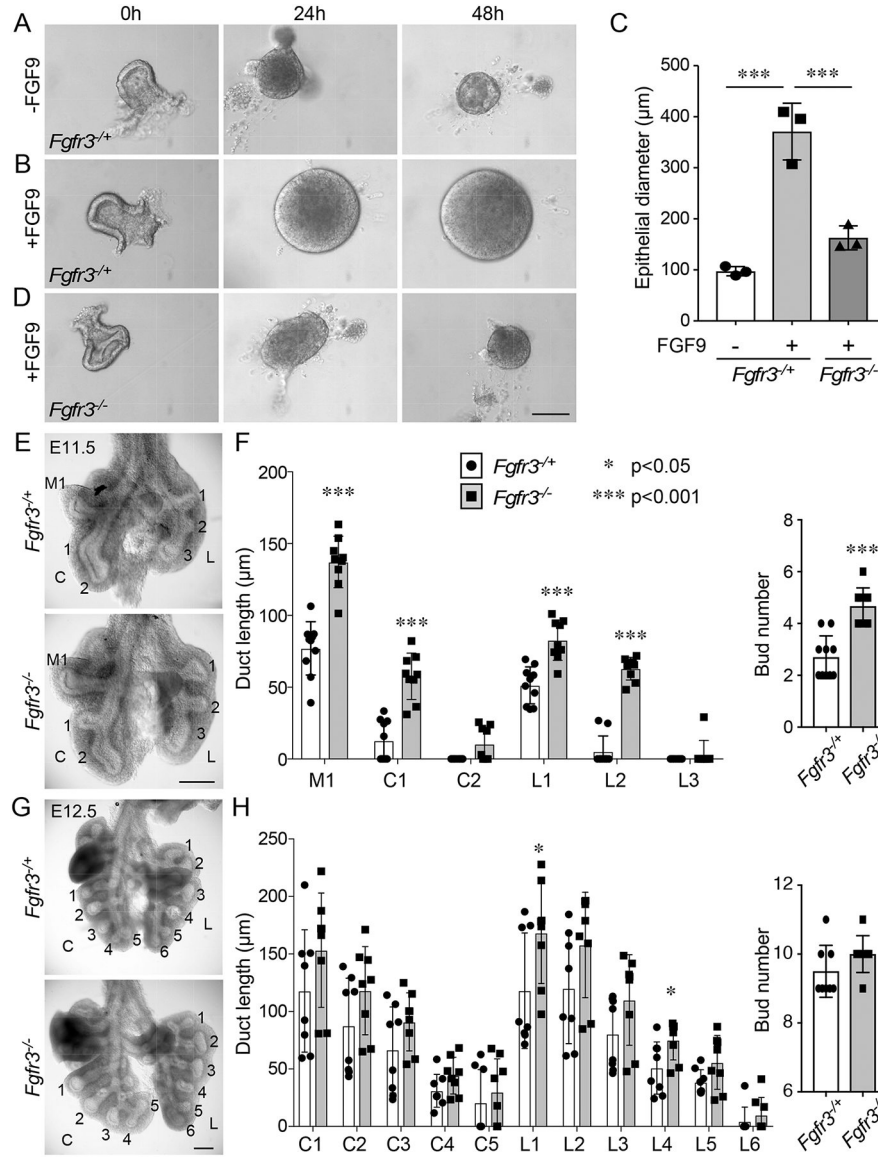 A
0h
24h
48h
-FGF9
Fgfr3-/+
B
+FGF9
Fgfr3-/+
D
+FGF9
Fgfr3-/-
C
Epithelial diameter (µm)
500
400
300
200
100
0
*** ***
FGF9 - + +
Fgfr3-/+ Fgfr3-/-
E
E11.5
Fgfr3-/+
M1
1
2
C
1
2
3
L
Fgfr3-/-
M1
1
2
C
1
2
3
L
F
Duct length (µm)
200
150
100
50
0
Fgfr3-/+ * p<0.05
Fgfr3-/- *** p<0.001
***
***
***
***
M1 C1 C2 L1 L2 L3
Bud number
8
6
4
2
0
***
Fgfr3-/+
G
E12.5
Fgfr3-/+
1
2
3
4
5
C
1
2
3
4
5
6
L
Fgfr3-/-
1
2
3
4
5
C
1
2
3
4
5
6
L
H
Duct length (µm)
250
200
150
100
50
0
*
*
C1 C2 C3 C4 C5 L1 L2 L3 L4 L5 L6
Bud number
12
10
8
6
Fgfr3-/+